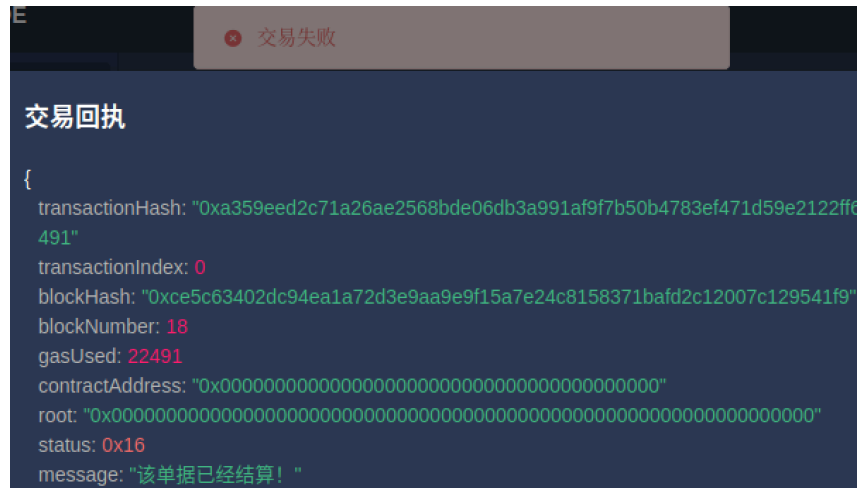 DE
交易失败
交易回执
{
transactionHash: "0xa359eed2c71a26ae2568bde06db3a991af9f7b50b4783ef471d59e2122ff6
491"
transactionIndex: 0
blockHash: "0xce5c63402dc94ea1a72d3e9aa9e9f15a7e24c8158371bafd2c12007c129541f9"
blockNumber: 18
gasUsed: 22491
contractAddress: "0x0000000000000000000000000000000000000000"
root: "0x0000000000000000000000000000000000000000000000000000000000000000"
status: 0x16
message: "该单据已经结算！"